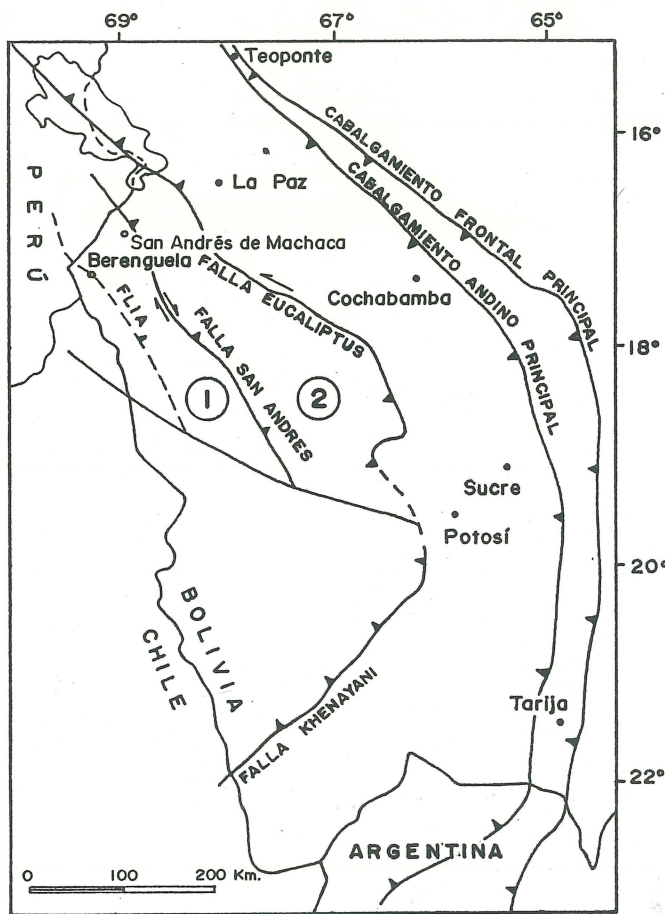 69°
67°
65°
Teoponte
16°
CABALGAMIENTO FRONTAL PRINCIPAL
CABALGAMIENTO ANDINO PRINCIPAL
La Paz
PERÚ
San Andrés de Machaca
Berenguela
FALLA EUCALIPTUS
Cochabamba
FLIA
FALLA SAN ANDRES
18°
1
2
Sucre
Potosí
20°
BOLIVIA
CHILE
FALLA KHENAYANI
Tarija
22°
ARGENTINA
0 100 200 Km.